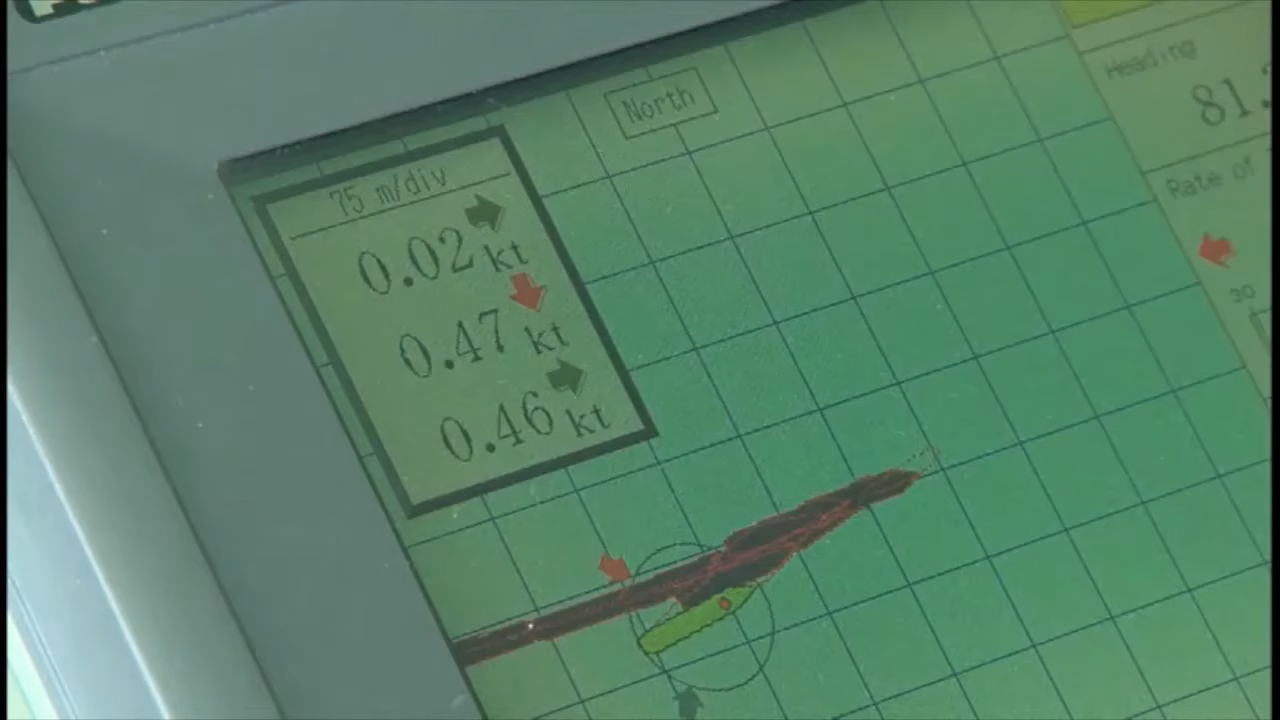 North
75 m/div
0.02 kt
0.47 kt
0.46 kt
Heading
81.
Rate of
30